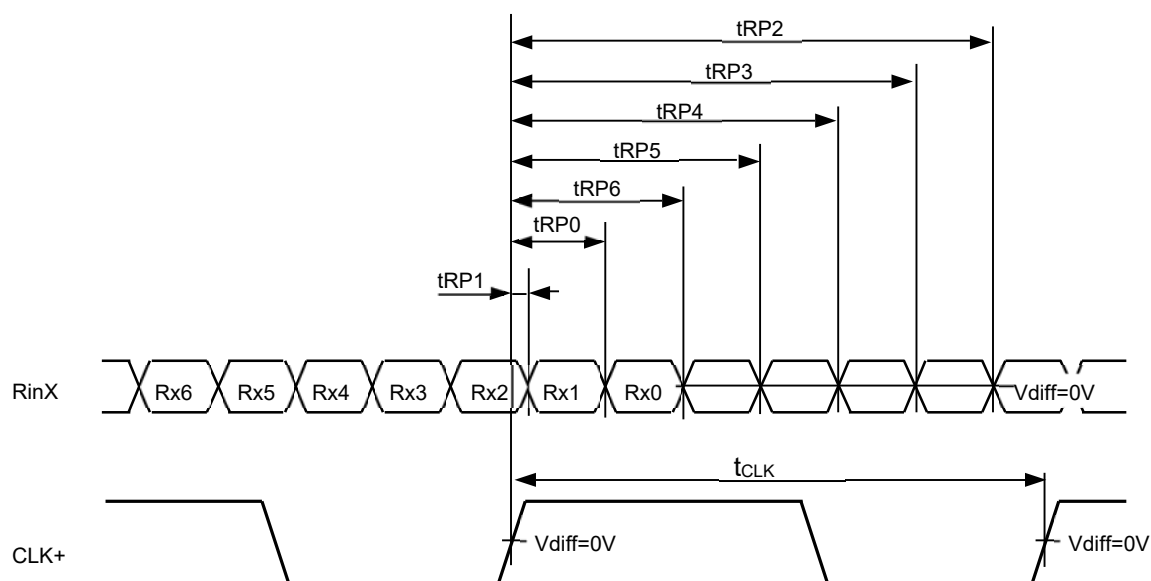 tRP2
tRP3
tRP4
tRP5
tRP6
tRP0
tRP1
RinX
Rx6
Rx5
Rx4
Rx3
Rx2
Rx1
Rx0
Vdiff=0V
tCLK
CLK+
Vdiff=0V
Vdiff=0V